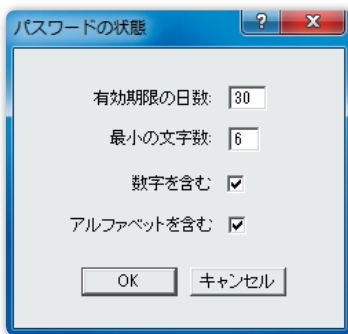 パスワードの状態
有効期限の日数: 30
最小の文字数: 6
数字を含む
アルファベットを含む
OK キャンセル